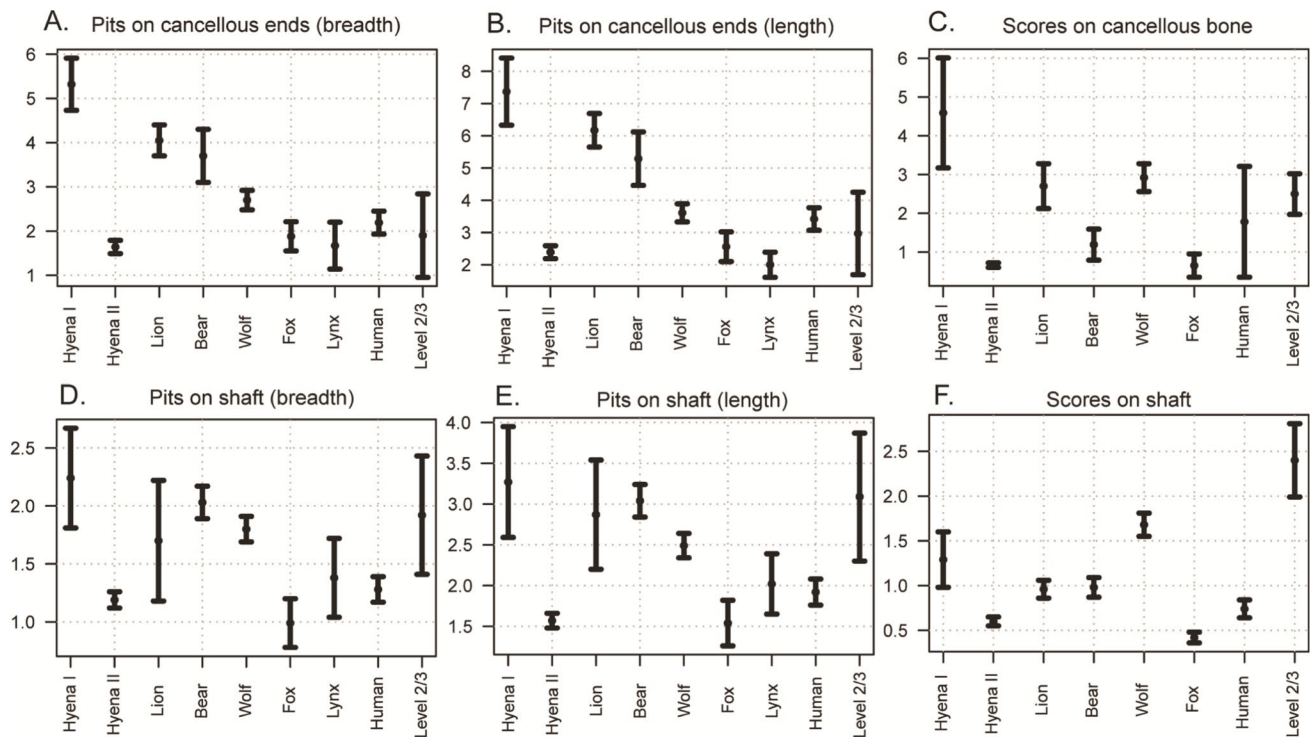 A. Pits on cancellous ends (breadth)
6
5
4
3
2
1
Hyena I
Hyena II
Lion
Bear
Wolf
Fox
Lynx
Human
Level 2/3
B. Pits on cancellous ends (length)
8
7
6
5
4
3
2
Hyena I
Hyena II
Lion
Bear
Wolf
Fox
Lynx
Human
Level 2/3
C. Scores on cancellous bone
6
5
4
3
2
1
Hyena I
Hyena II
Lion
Bear
Wolf
Fox
Human
Level 2/3
D. Pits on shaft (breadth)
2.5
2.0
1.5
1.0
Hyena I
Hyena II
Lion
Bear
Wolf
Fox
Lynx
Human
Level 2/3
E. Pits on shaft (length)
4.0
3.5
3.0
2.5
2.0
1.5
Hyena I
Hyena II
Lion
Bear
Wolf
Fox
Lynx
Human
Level 2/3
F. Scores on shaft
2.5
2.0
1.5
1.0
0.5
Hyena I
Hyena II
Lion
Bear
Wolf
Fox
Human
Level 2/3